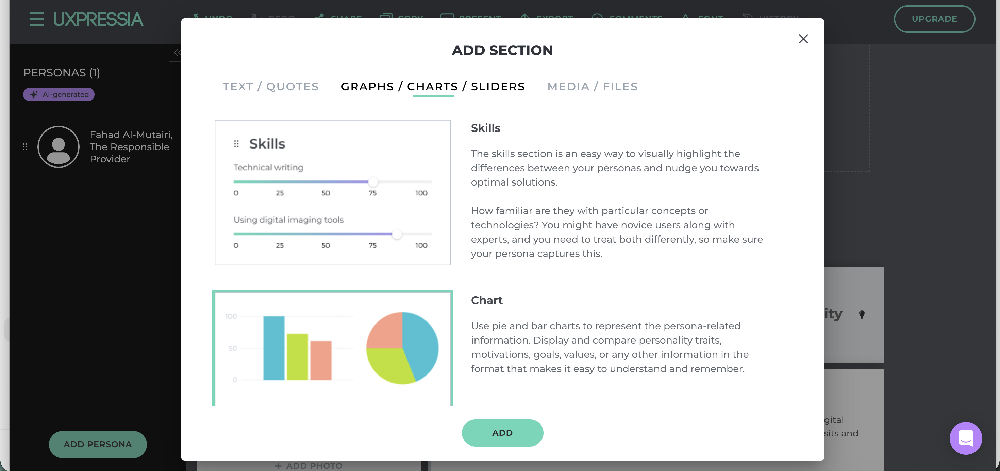 UXPRESSIA
UNDO
REDO
SHARE
COPY
PRESENT
EXPORT
COMMENTS
FONT
HISTORY
UPGRADE
PERSONAS (1)
AI-generated
Fahad Al-Mutairi,
The Responsible
Provider
ADD PERSONA
ADD SECTION
TEXT / QUOTES
GRAPHS / CHARTS / SLIDERS
MEDIA / FILES
Skills
Technical writing
0 25 50 75 100
Using digital imaging tools
0 25 50 75 100
Skills
The skills section is an easy way to visually highlight the
differences between your personas and nudge you towards
optimal solutions.
How familiar are they with particular concepts or
technologies? You might have novice users along with
experts, and you need to treat both differently, so make sure
your persona captures this.
100
50
0
Chart
Use pie and bar charts to represent the persona-related
information. Display and compare personality traits,
motivations, goals, values, or any other information in the
format that makes it easy to understand and remember.
ADD
ity
gital
sits and
+ ADD PHOTO